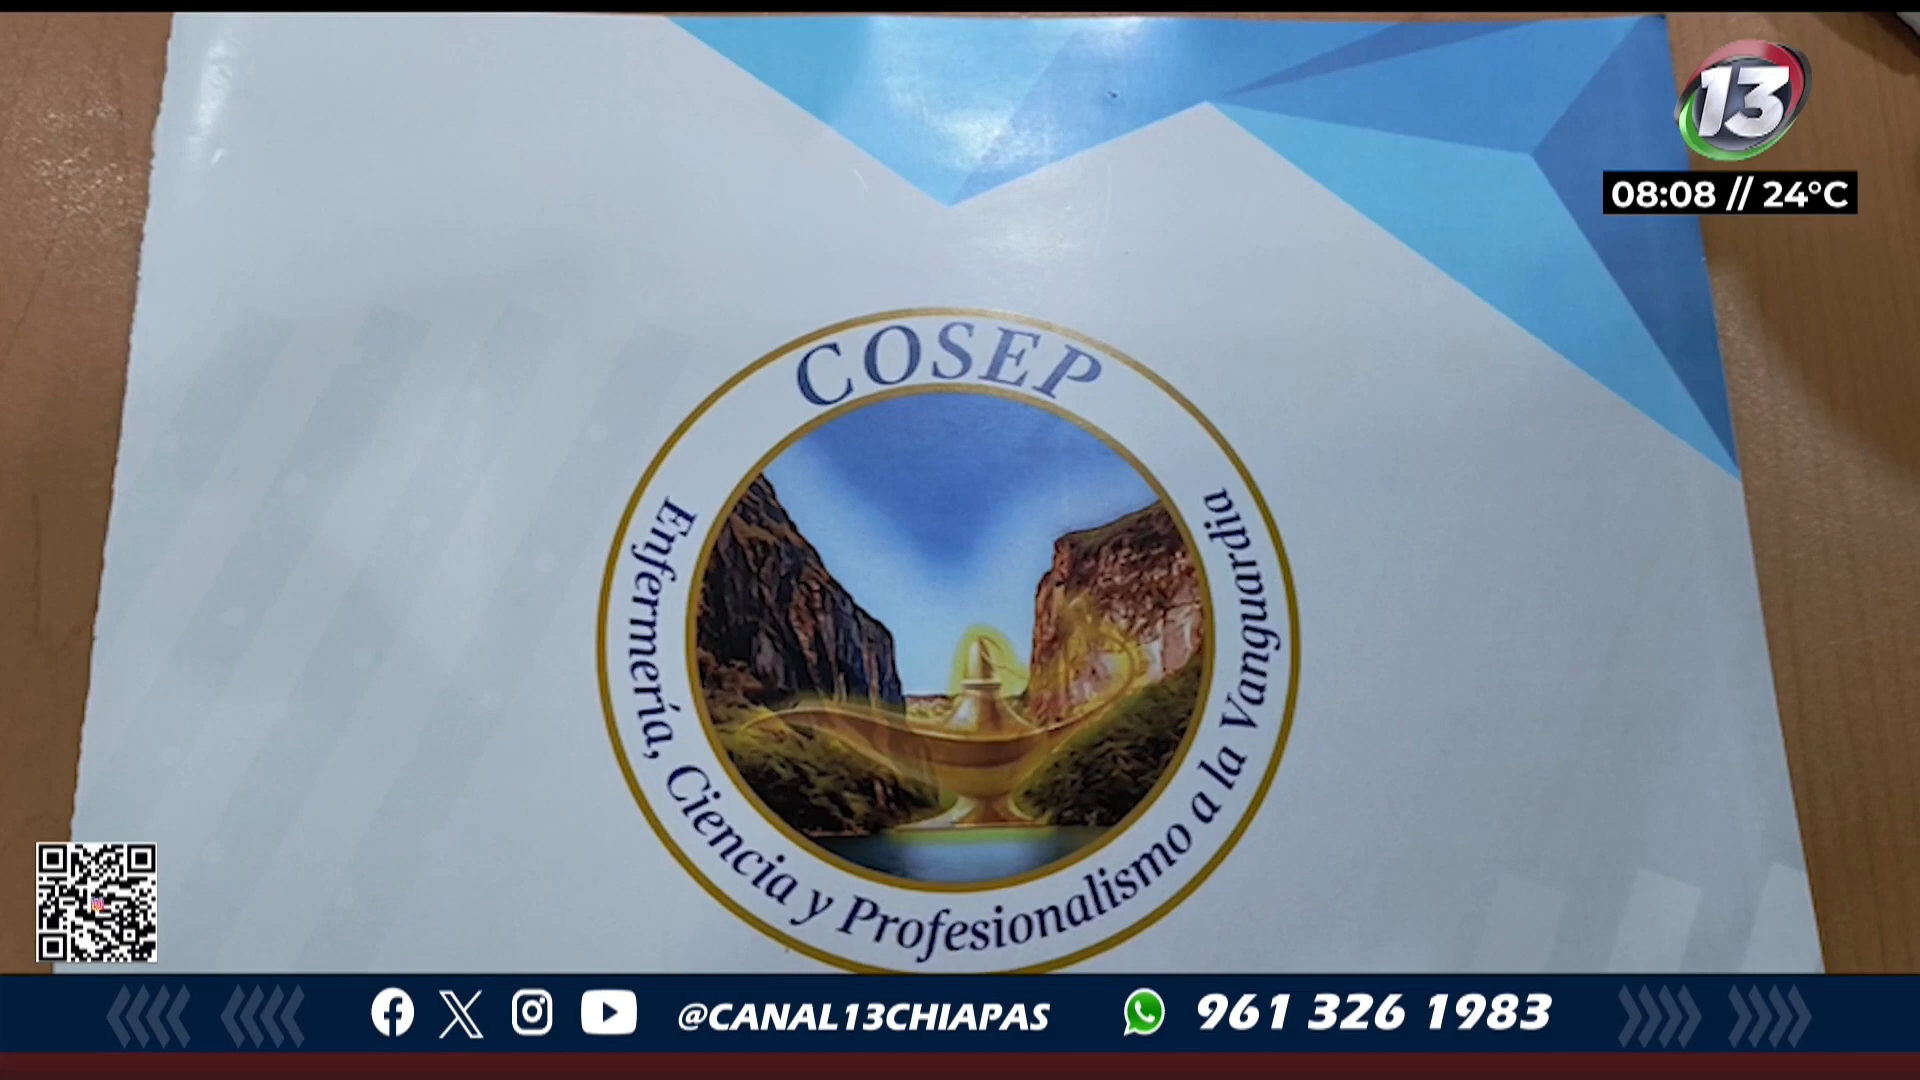 13
08:08 // 24°C
COSEP
Enfermería, Ciencia y Profesionalismo a la Vanguardia
@CANAL13CHIAPAS
961 326 1983